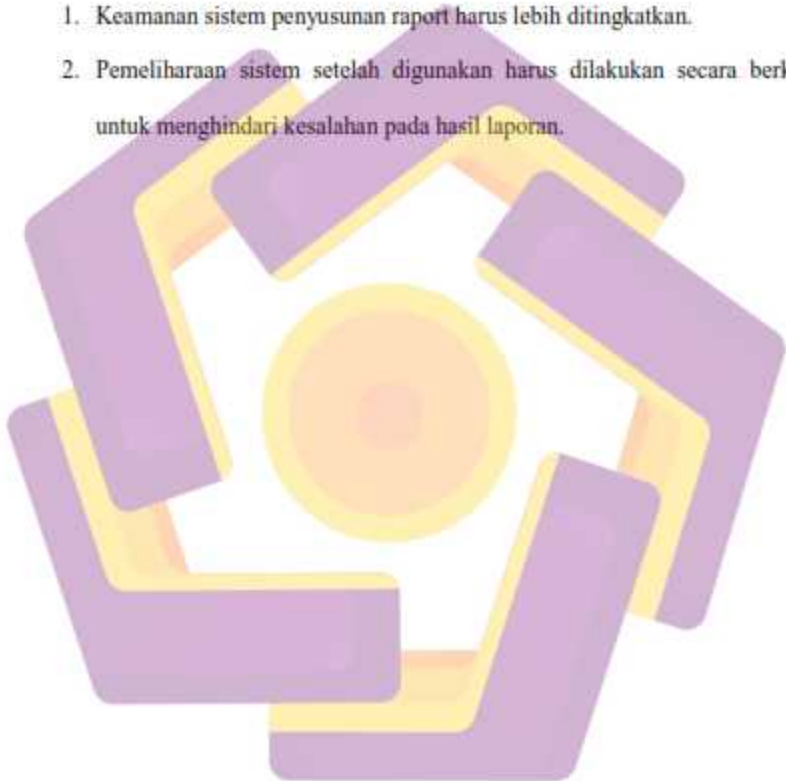 1. Keamanan sistem penyusunan raport harus lebih ditingkatkan.
2. Pemeliharaan sistem setelah digunakan harus dilakukan secara
untuk menghindari kesalahan pada hasil laporan.